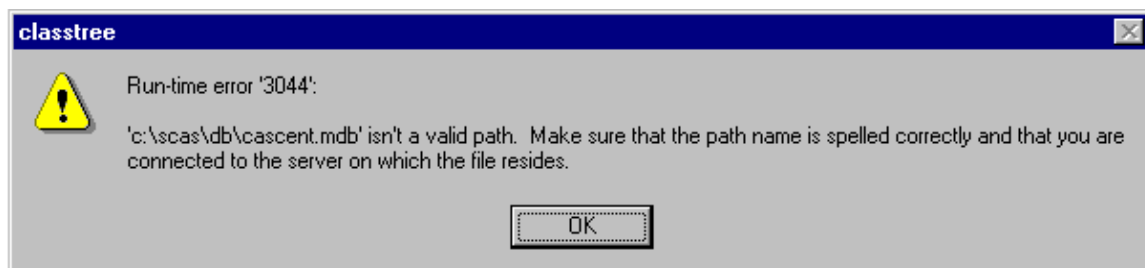 classtree
Run-time error '3044':
'c:\scas\db\cascent.mdb' isn't a valid path.  Make sure that the path name is spelled correctly and that you are
connected to the server on which the file resides.
OK